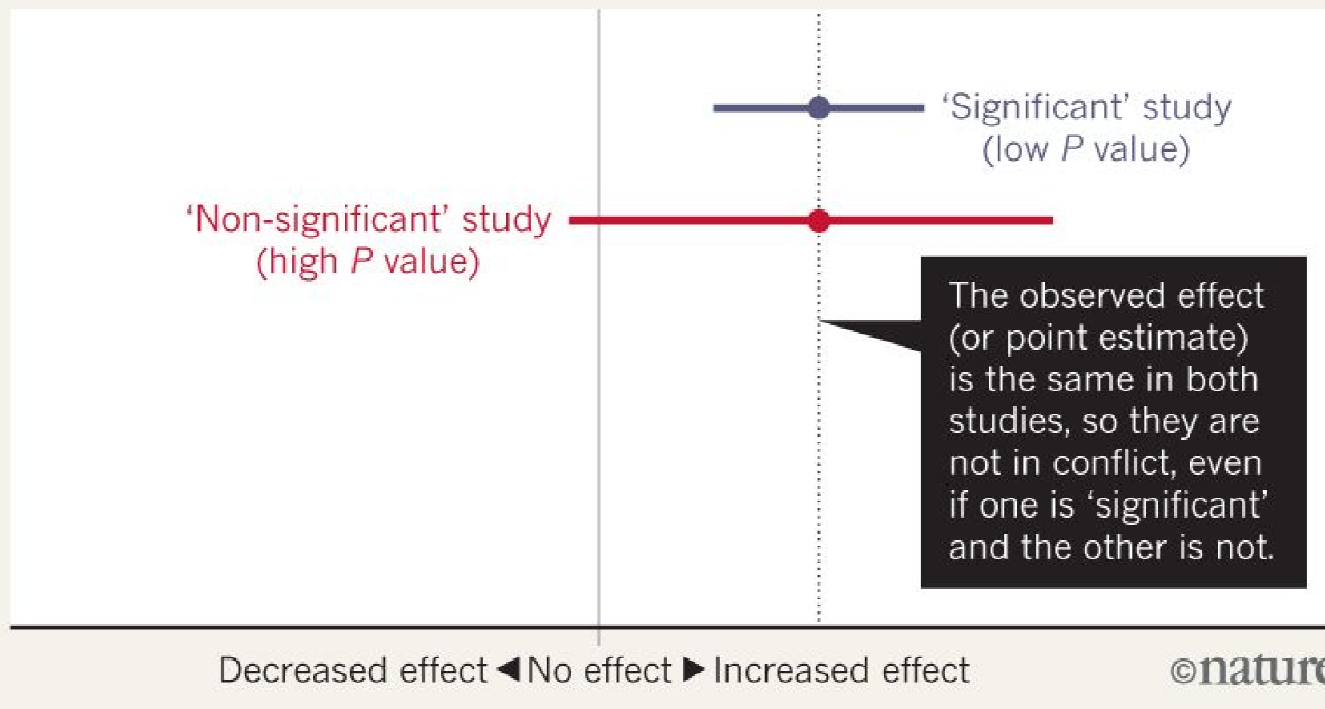 ‘Significant’ study
(low P value)
‘Non-significant’ study
(high P value)
The observed effect
(or point estimate)
is the same in both
studies, so they are
not in conflict, even
if one is ‘significant’
and the other is not.
Decreased effect ◀ No effect ▶ Increased effect
©nature